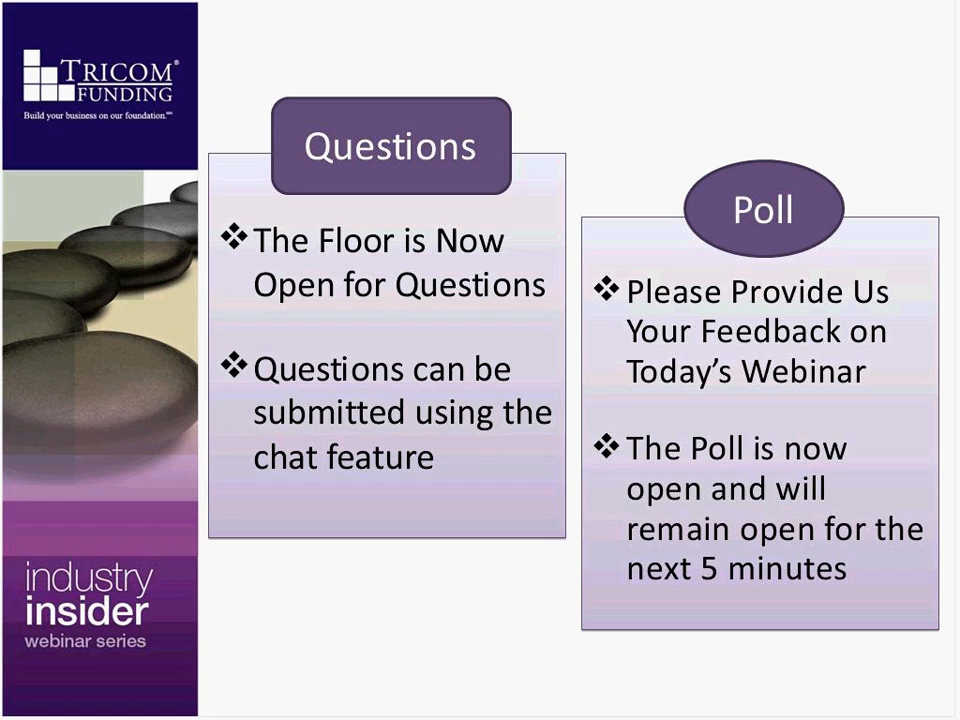 TRICOM®
FUNDING
Build your business on our foundation.℠
Questions
❖ The Floor is Now
Open for Questions
❖ Questions can be
submitted using the
chat feature
Poll
❖ Please Provide Us
Your Feedback on
Today’s Webinar
❖ The Poll is now
open and will
remain open for the
next 5 minutes
industry
insider
webinar series